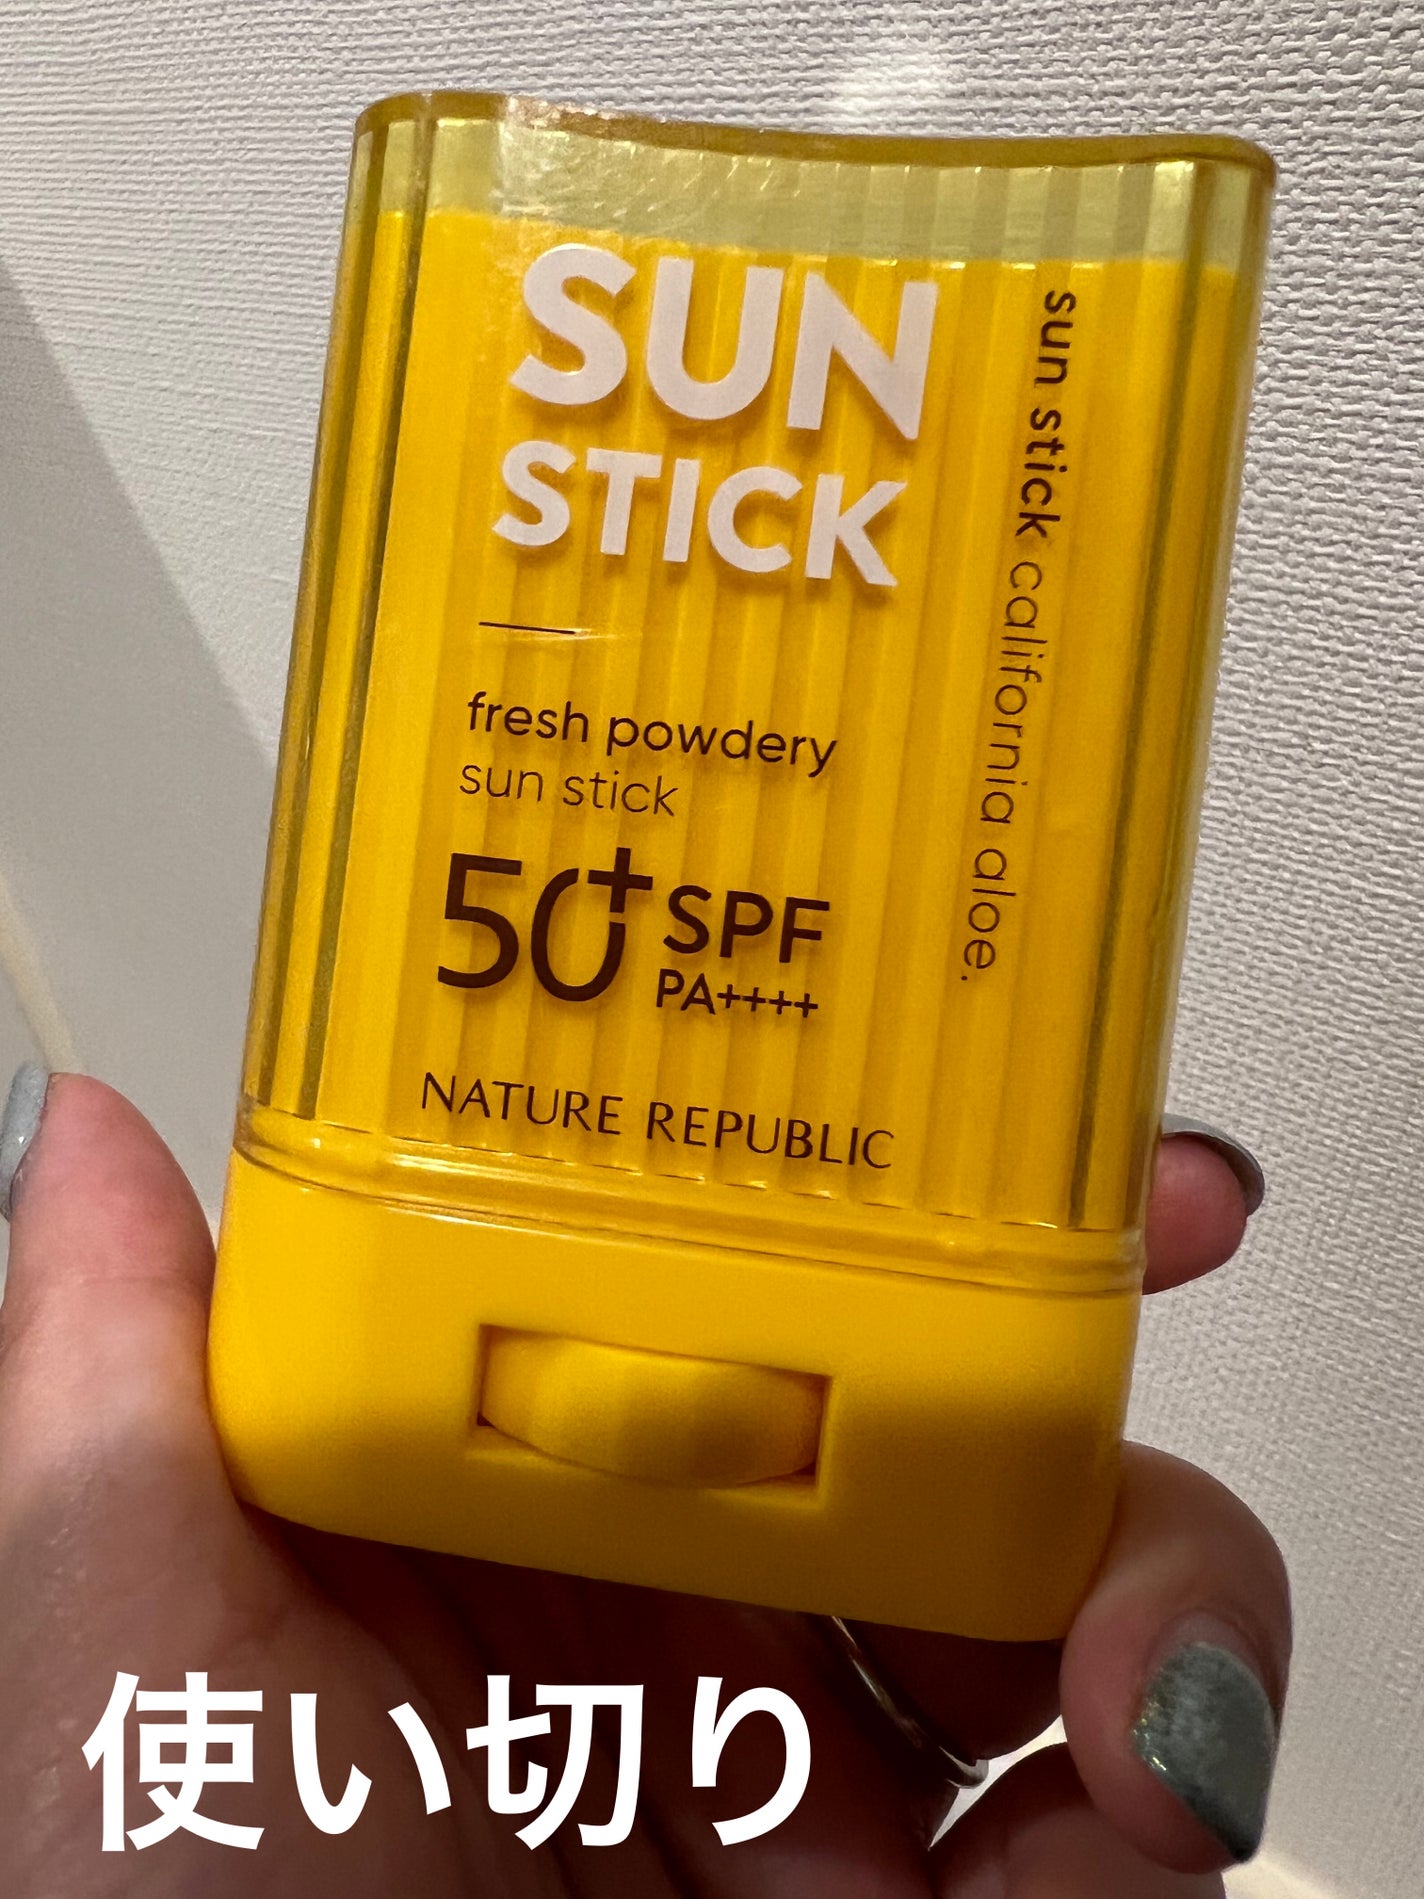 SUN
STICK
fresh powdery
sun stick
50+ SPF
PA++++
NATURE REPUBLIC
sun stick california aloe.
使い切り